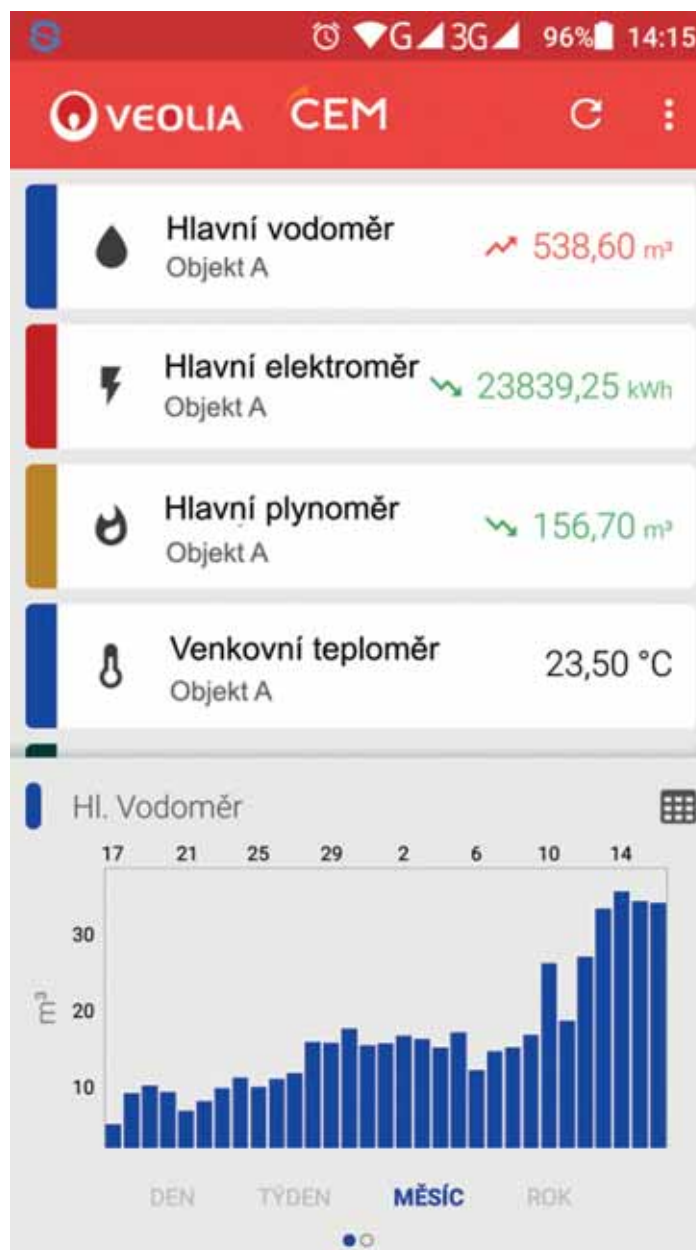 G 3G 96% 14:15
VEOLIA CEM
Hlavní vodoměr
Objekt A
538,60 m³
Hlavní elektroměr
Objekt A
23839,25 kWh
Hlavní plynoměr
Objekt A
156,70 m³
Venkovní teploměr
Objekt A
23,50 °C
Hl. Vodoměr
17 21 25 29 2 6 10 14
30
20
10
m³
DEN TÝDEN MĚSÍC ROK